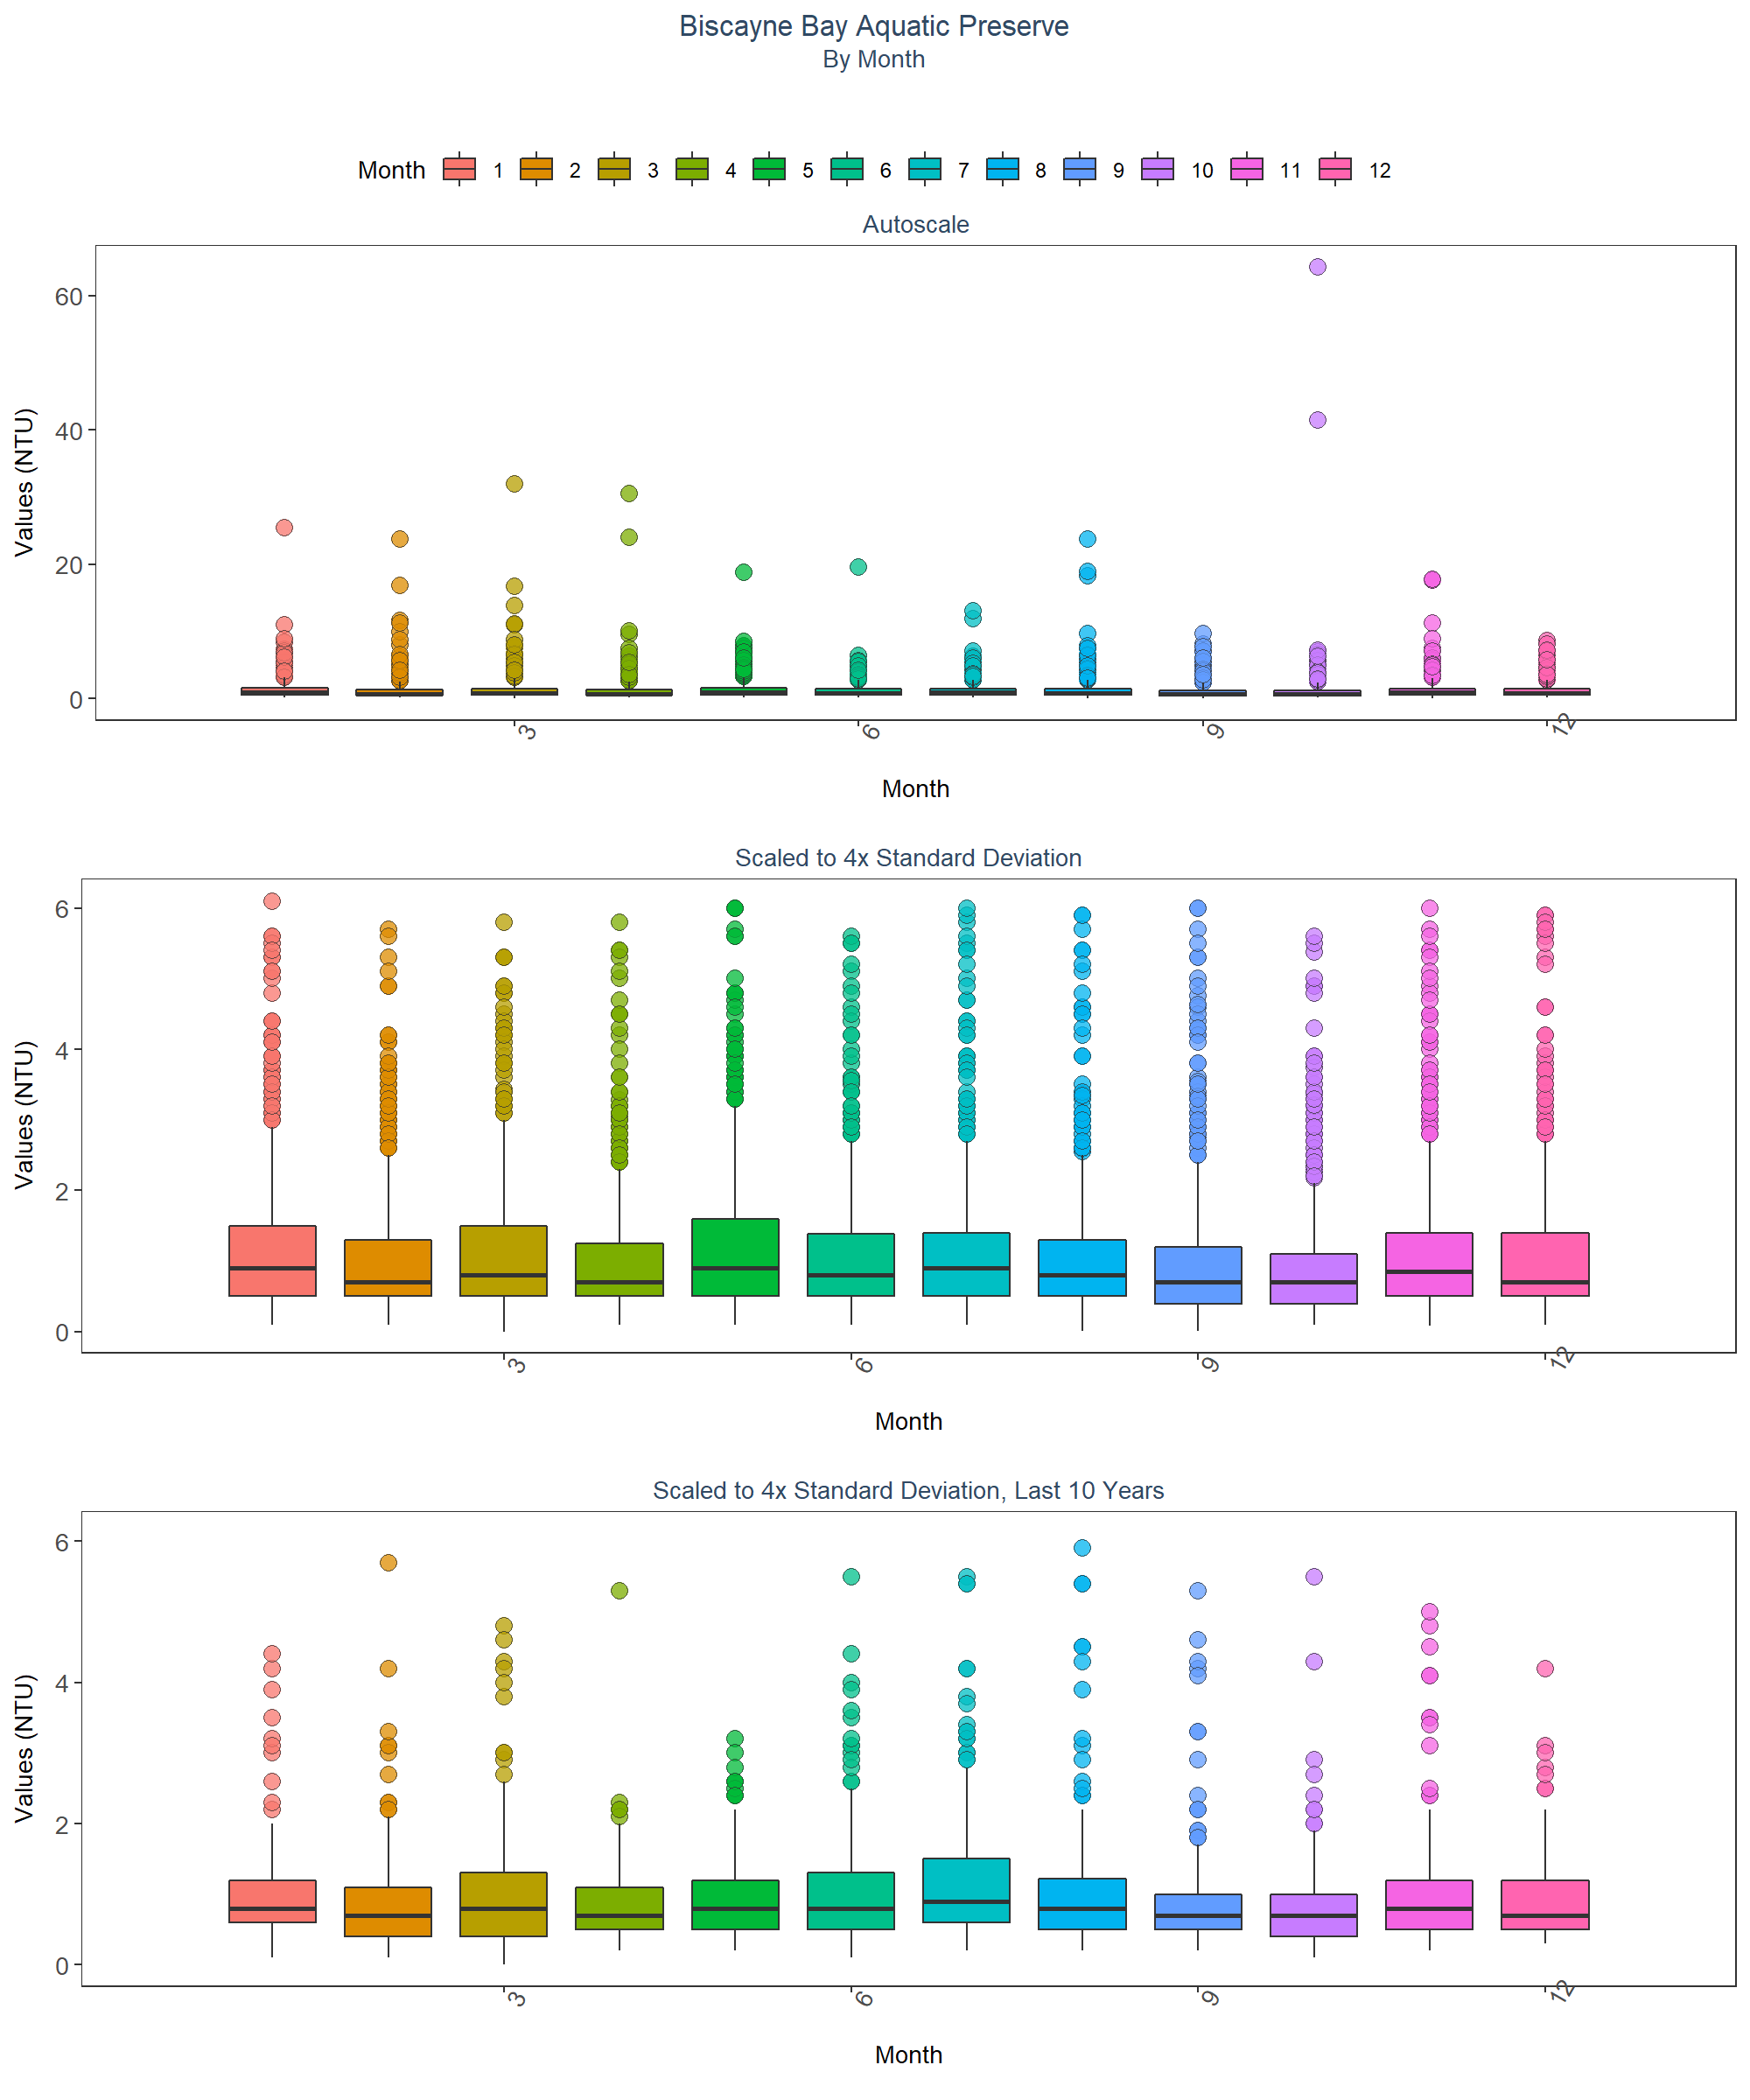 Biscayne Bay Aquatic Preserve
By Month
Month 1 2 3 4 5 6 7 8 9 10 11 12
Autoscale
Values (NTU)
60
40
20
0
3 6 9 12
Month
Scaled to 4x Standard Deviation
Values (NTU)
6
4
2
0
3 6 9 12
Month
Scaled to 4x Standard Deviation, Last 10 Years
Values (NTU)
6
4
2
0
3 6 9 12
Month